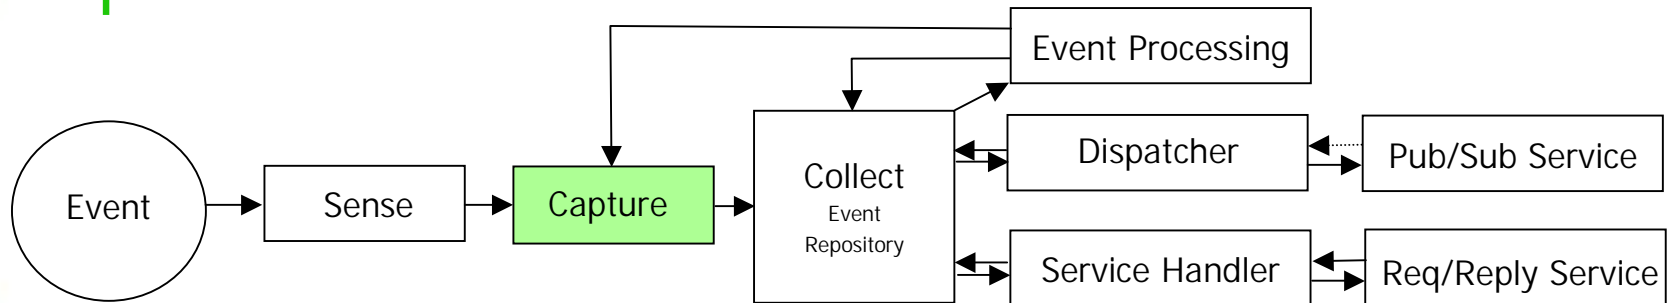 Event Processing
Dispatcher
Pub/Sub Service
Collect
Event
Repository
Event
Sense
Capture
Service Handler
Req/Reply Service